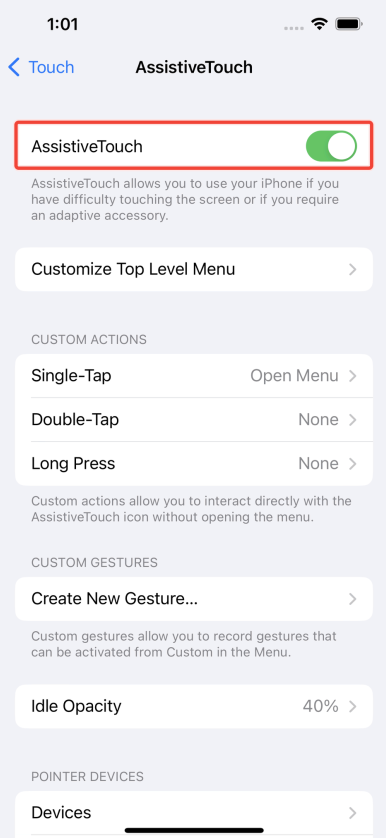 1:01
Touch
AssistiveTouch
AssistiveTouch
AssistiveTouch allows you to use your iPhone if you
have difficulty touching the screen or if you require
an adaptive accessory.
Customize Top Level Menu
CUSTOM ACTIONS
Single-Tap Open Menu
Double-Tap None
Long Press None
Custom actions allow you to interact directly with the
AssistiveTouch icon without opening the menu.
CUSTOM GESTURES
Create New Gesture...
Custom gestures allow you to record gestures that
can be activated from Custom in the Menu.
Idle Opacity 40%
POINTER DEVICES
Devices